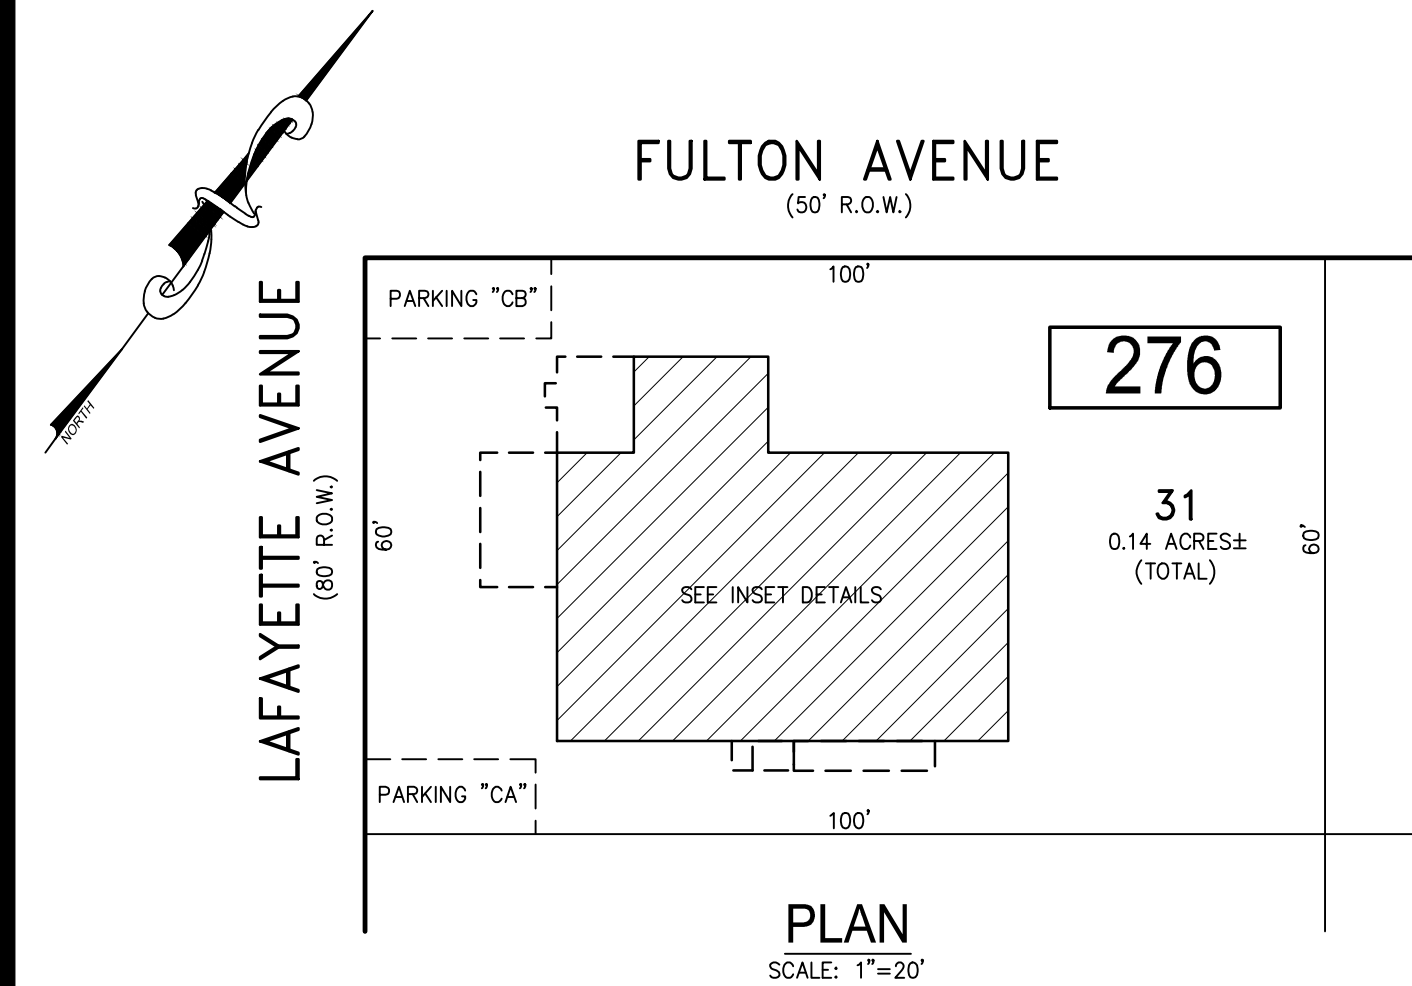 FULTON AVENUE
(50' R.O.W.)
NORTH
LAFAYETTE AVENUE
(80' R.O.W.)
100'
PARKING "CB"
276
31
0.14 ACRES±
(TOTAL)
60'
60'
SEE INSET DETAILS
PARKING "CA"
100'
PLAN
SCALE: 1"=20'